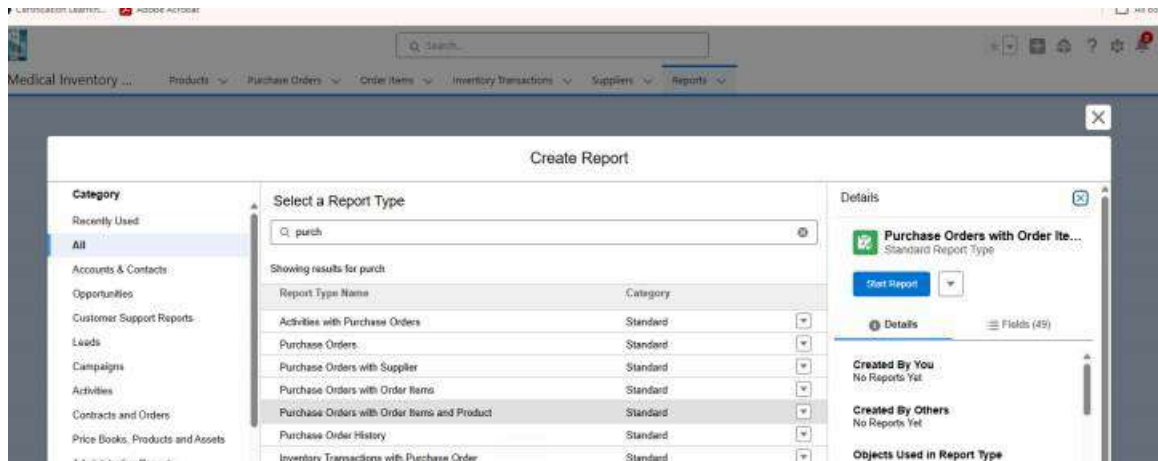 Adobe Acrobat
All Bo
Search...
Medical Inventory ...
Products
Purchase Orders
Order Items
Inventory Transactions
Suppliers
Reports
Create Report
Category
Recently Used
All
Accounts & Contacts
Opportunities
Customer Support Reports
Leads
Campaigns
Activities
Contracts and Orders
Price Books, Products and Assets
Select a Report Type
purch
Showing results for purch
Report Type Name Category
Activities with Purchase Orders Standard
Purchase Orders Standard
Purchase Orders with Supplier Standard
Purchase Orders with Order Items Standard
Purchase Orders with Order Items and Product Standard
Purchase Order History Standard
Inventory Transactions with Purchase Order Standard
Details
Purchase Orders with Order Ite...
Standard Report Type
Start Report
Details Fields (49)
Created By You
No Reports Yet
Created By Others
No Reports Yet
Objects Used in Report Type